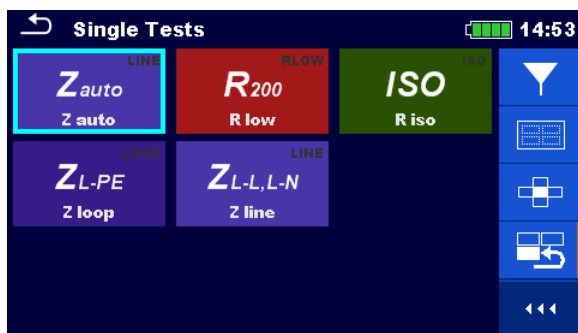 Single Tests 14:53
LINE RLOW ISO
Zauto R200 ISO
Z auto R low R iso
LOOP LINE
ZL-PE ZL-L,L-N
Z loop Z line